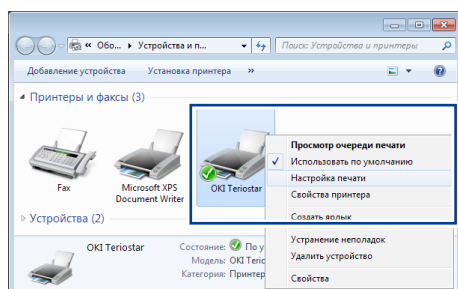 « Обо... ▸ Устройства и п...
Поиск: Устройства и принтеры
Добавление устройства Установка принтера »
Принтеры и факсы (3)
Fax
Microsoft XPS
Document Writer
OKI Teriostar
Просмотр очереди печати
Использовать по умолчанию
Настройка печати
Свойства принтера
Создать ярлык
Устранение неполадок
Удалить устройство
Свойства
Устройства (2)
OKI Teriostar
Состояние: По у
Модель: OKI Terio
Категория: Принтер